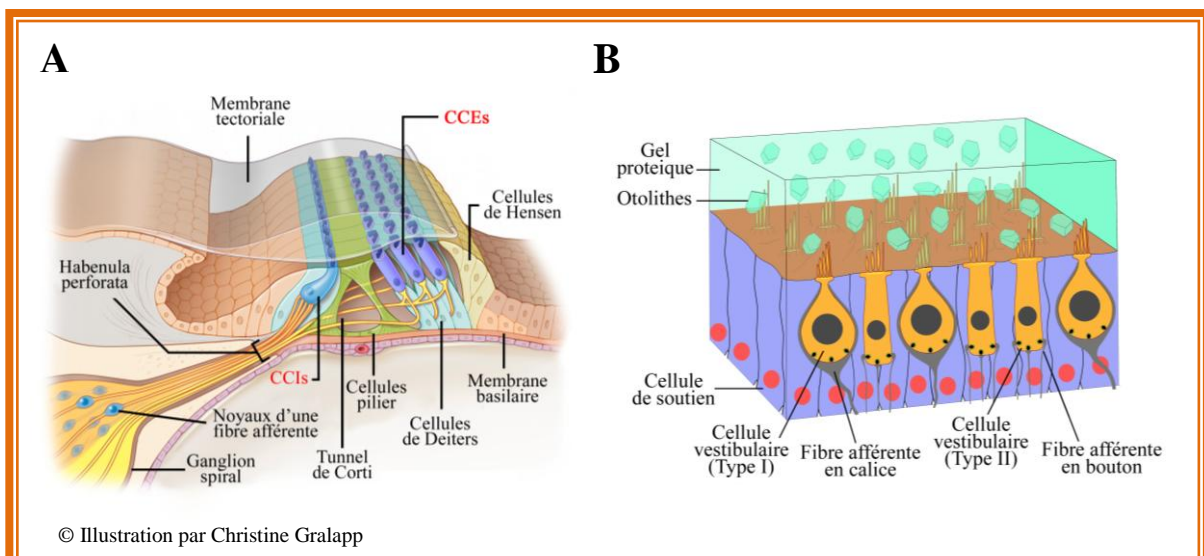 A
Membrane
tectoriale
CCEs
Cellules
de Hensen
Habenula
perforata
CCIs
Cellules
pilier
Membrane
basilaire
Noyaux d'une
fibre afférente
Cellules
de Deiters
Tunnel
de Corti
Ganglion
spiral
B
Gel
proteique
Otolithes
Cellule
de soutien
Cellule
vestibulaire
(Type I)
Fibre afférente
en calice
Cellule
vestibulaire
(Type II)
Fibre afférente
en bouton
© Illustration par Christine Gralapp